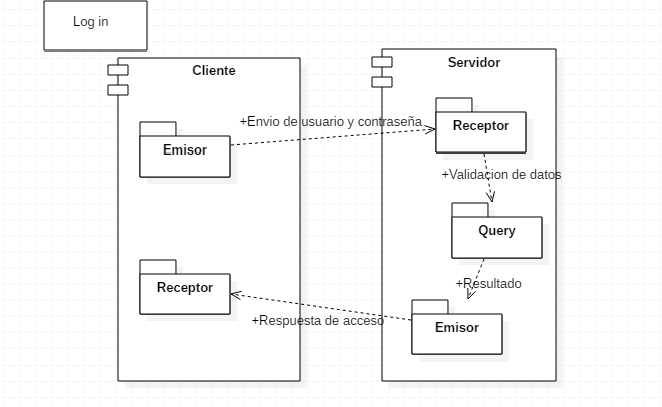 Log in
Cliente
Servidor
+Envio de usuario y contraseña
Receptor
Emisor
+Validacion de datos
Query
+Resultado
Receptor
+Respuesta de acceso
Emisor